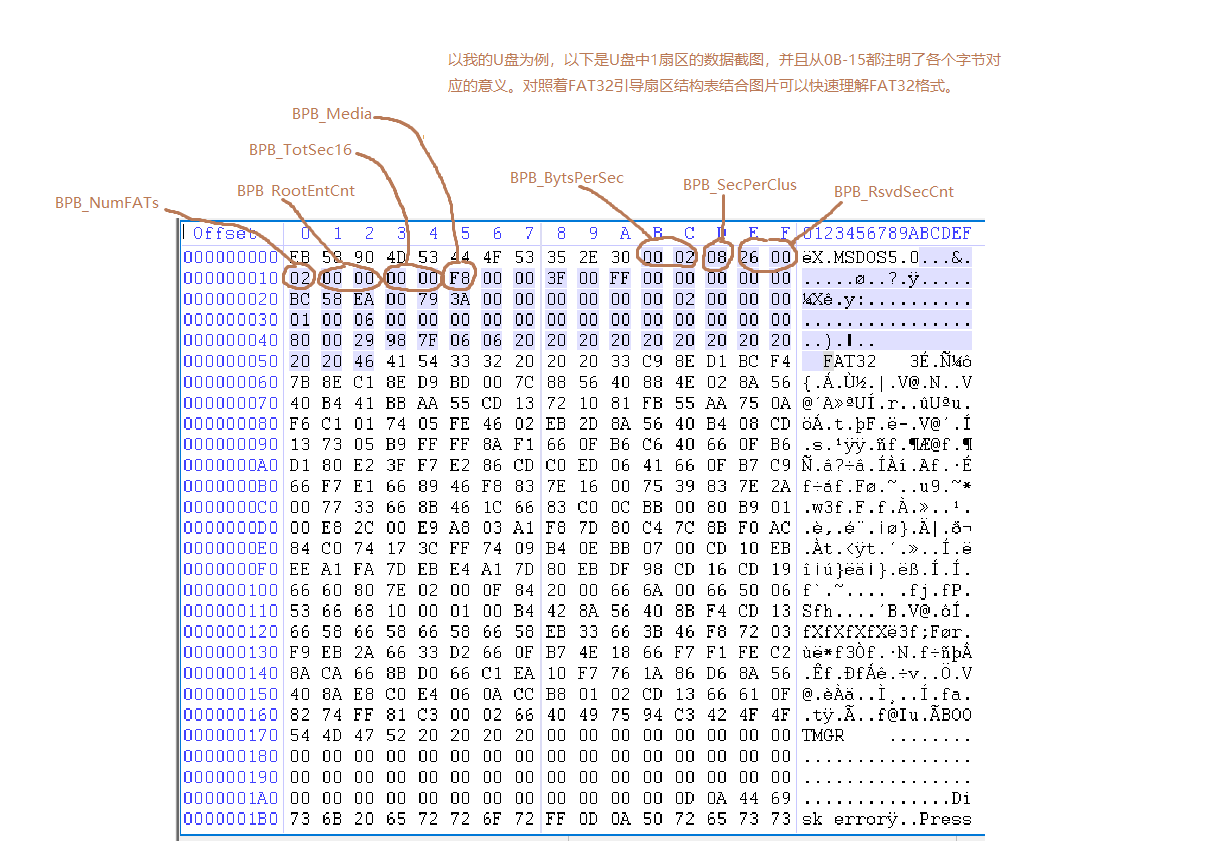 以我的U盘为例，以下是U盘中1扇区的数据截图，并且从0B-15都注明了各个字节对
应的意义。对照着FAT32引导扇区结构表结合图片可以快速理解FAT32格式。
BPB_Media
BPB_TotSec16
BPB_BytsPerSec
BPB_SecPerClus
BPB_RootEntCnt
BPB_RsvdSecCnt
BPB_NumFATs
Offset 0 1 2 3 4 5 6 7 8 9 A B C D E F 0123456789ABCDEF
000000000 EB 58 90 4D 53 44 4F 53 35 2E 30 00 02 08 26 00 ëX.MSDOS5.0...&.
000000010 02 00 00 00 00 F8 00 00 3F 00 FF 00 00 00 00 00 .....ø..?.ÿ.....
000000020 BC 58 EA 00 79 3A 00 00 00 00 00 00 02 00 00 00 ¼Xê.y:..........
000000030 01 00 06 00 00 00 00 00 00 00 00 00 00 00 00 00 ................
000000040 80 00 29 98 7F 06 06 20 20 20 20 20 20 20 20 20 ..).|..
000000050 20 20 46 41 54 33 32 20 20 20 33 C9 8E D1 BC F4 FAT32 3É.Ñ¼ô
000000060 7B 8E C1 8E D9 BD 00 7C 88 56 40 88 4E 02 8A 56 {.Á.Ù½.|.V@.N..V
000000070 40 B4 41 BB AA 55 CD 13 72 10 81 FB 55 AA 75 0A @´A»ªUÍ.r..ûUªu.
000000080 F6 C1 01 74 05 FE 46 02 EB 2D 8A 56 40 B4 08 CD öÁ.t.þF.ë-.V@´.Í
000000090 13 73 05 B9 FF FF 8A F1 66 0F B6 C6 40 66 0F B6 .s.¹ÿÿ.ñf.¶Æ@f.¶
0000000A0 D1 80 E2 3F F7 E2 86 CD C0 ED 06 41 66 0F B7 C9 Ñ.â?÷â.ÍÀí.Af.·É
0000000B0 66 F7 E1 66 89 46 F8 83 7E 16 00 75 39 83 7E 2A f÷áf.Fø.~..u9.~*
0000000C0 00 77 33 66 8B 46 1C 66 83 C0 0C BB 00 80 B9 01 .w3f.F.f.À.»..¹.
0000000D0 00 E8 2C 00 E9 A8 03 A1 F8 7D 80 C4 7C 8B F0 AC .è,.é¨.¡ø}.Ä|.ð¬
0000000E0 84 C0 74 17 3C FF 74 09 B4 0E BB 07 00 CD 10 EB .Àt.<ÿt.´.»..Í.ë
0000000F0 EE A1 FA 7D EB E4 A1 7D 80 EB DF 98 CD 16 CD 19 î¡ú}ëä¡}.ëß.Í.Í.
000000100 66 60 80 7E 02 00 0F 84 20 00 66 6A 00 66 50 06 f`.~.... .fj.fP.
000000110 53 66 68 10 00 01 00 B4 42 8A 56 40 8B F4 CD 13 Sfh....´B.V@.ôÍ.
000000120 66 58 66 58 66 58 66 58 EB 33 66 3B 46 F8 72 03 fXfXfXfXë3f;Før.
000000130 F9 EB 2A 66 33 D2 66 0F B7 4E 18 66 F7 F1 FE C2 ùë*f3Òf.·N.f÷ñþÂ
000000140 8A CA 66 8B D0 66 C1 EA 10 F7 76 1A 86 D6 8A 56 .Êf.ÐfÁê.÷v..Ö.V
000000150 40 8A E8 C0 E4 06 0A CC B8 01 02 CD 13 66 61 0F @.èÀä..Ì¸..Í.fa.
000000160 82 74 FF 81 C3 00 02 66 40 49 75 94 C3 42 4F 4F .tÿ.Ã..f@Iu.ÃBOO
000000170 54 4D 47 52 20 20 20 20 00 00 00 00 00 00 00 00 TMGR ........
000000180 00 00 00 00 00 00 00 00 00 00 00 00 00 00 00 00 ................
000000190 00 00 00 00 00 00 00 00 00 00 00 00 00 00 00 00 ................
0000001A0 00 00 00 00 00 00 00 00 00 00 00 00 0D 0A 44 69 ..............Di
0000001B0 73 6B 20 65 72 72 6F 72 FF 0D 0A 50 72 65 73 73 sk errorÿ..Press